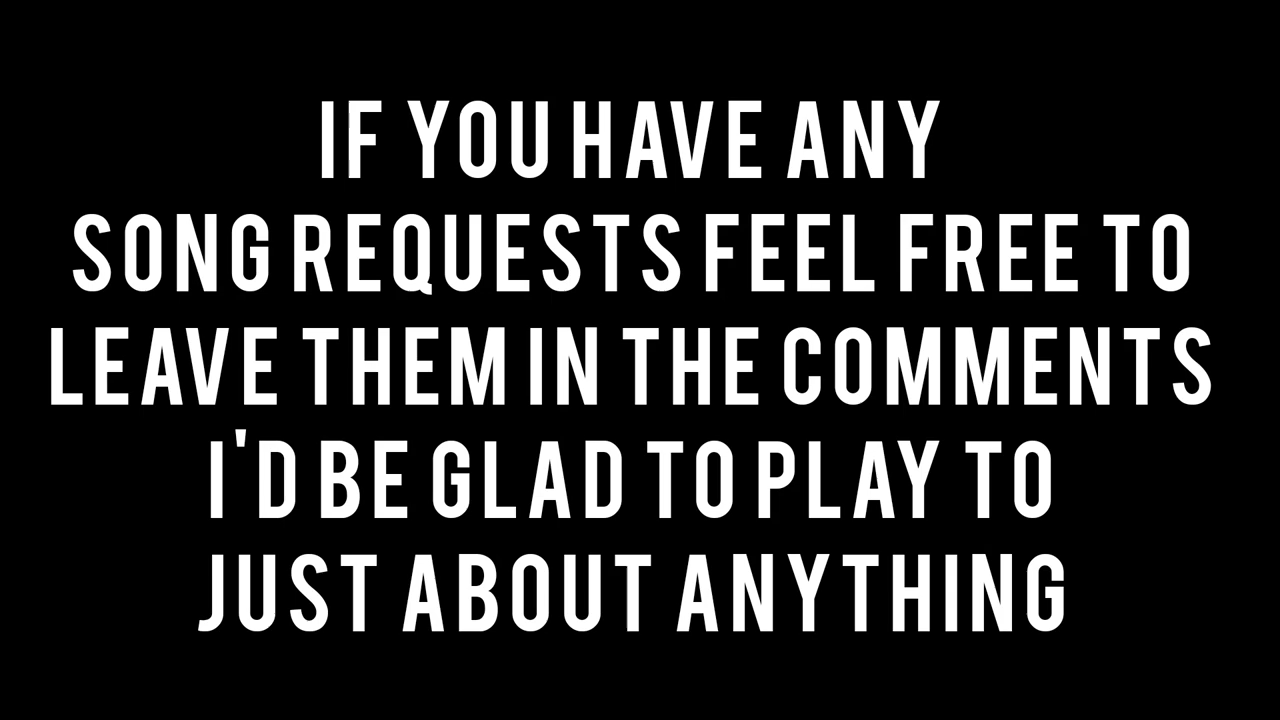 IF YOU HAVE ANY
SONG REQUESTS FEEL FREE TO
LEAVE THEM IN THE COMMENTS
I'D BE GLAD TO PLAY TO
JUST ABOUT ANYTHING